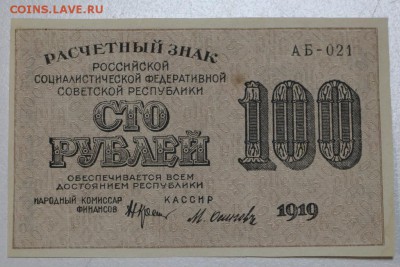 COINS.LAVE.RU
РАСЧЕТНЫЙ ЗНАК
РОССИЙСКОЙ
СОЦИАЛИСТИЧЕСКОЙ ФЕДЕРАТИВНОЙ
СОВЕТСКОЙ РЕСПУБЛИКИ
АБ-021
СТО
РУБЛЕЙ
100
ОБЕСПЕЧИВАЕТСЯ ВСЕМ
ДОСТОЯНИЕМ РЕСПУБЛИКИ
НАРОДНЫЙ КОМИССАР
ФИНАНСОВ
КАССИР
1919